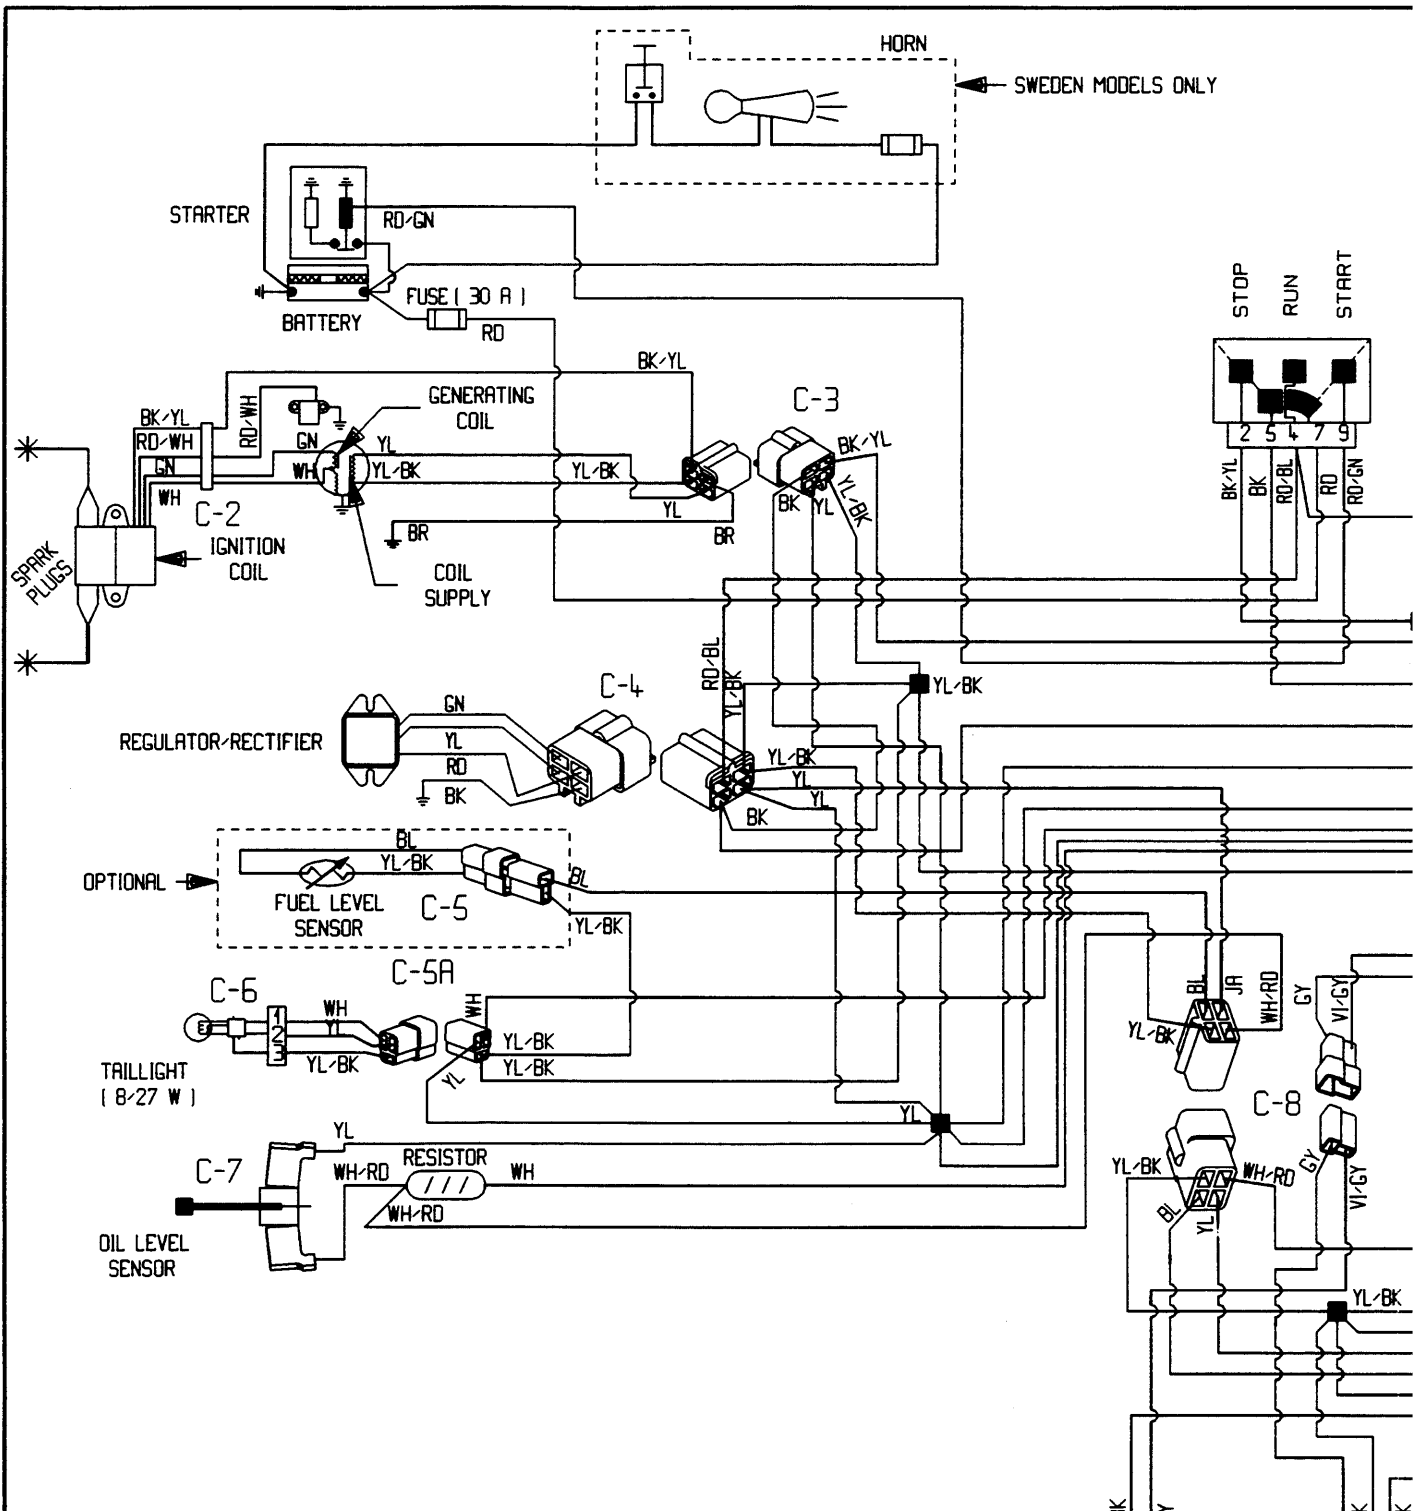 HORN
SWEDEN MODELS ONLY
STARTER
RD/GN
FUSE ( 30 A )
BATTERY
RD
STOP
RUN
START
BK/YL
GENERATING
COIL
C-3
BK/YL
RD/WH
RD/WH
GN
YL
BK/YL
2 5 4 7 9
GN
WH
YL/BK
YL/BK
WH
C-2
YL
BK
YL
YL/BK
BK/YL
BK
RD/BL
RD
RD/GN
BR
BR
SPARK
PLUGS
IGNITION
COIL
COIL
SUPPLY
RD/BL
YL/BK
YL/BK
C-4
GN
REGULATOR/RECTIFIER
YL
RD
BK
YL/BK
YL
YL
BK
BL
YL/BK
OPTIONAL
FUEL LEVEL
SENSOR
C-5
BL
YL/BK
C-5A
C-6
1
2
3
WH
YL
YL/BK
WH
YL/BK
YL/BK
YL
TAILLIGHT
( 8/27 W )
BL
JA
WH/RD
GY
VI/GY
YL/BK
C-8
YL
YL
C-7
WH/RD
RESISTOR
WH
WH/RD
OIL LEVEL
SENSOR
YL/BK
WH/RD
GY
VI/GY
BL
YL
YL/BK